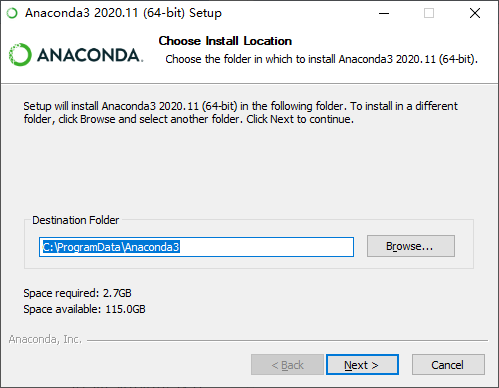 Anaconda3 2020.11 (64-bit) Setup
ANACONDA.
Choose Install Location
Choose the folder in which to install Anaconda3 2020.11 (64-bit).
Setup will install Anaconda3 2020.11 (64-bit) in the following folder. To install in a different
folder, click Browse and select another folder. Click Next to continue.
Destination Folder
C:\ProgramData\Anaconda3
Browse...
Space required: 2.7GB
Space available: 115.0GB
Anaconda, Inc.
< Back
Next >
Cancel